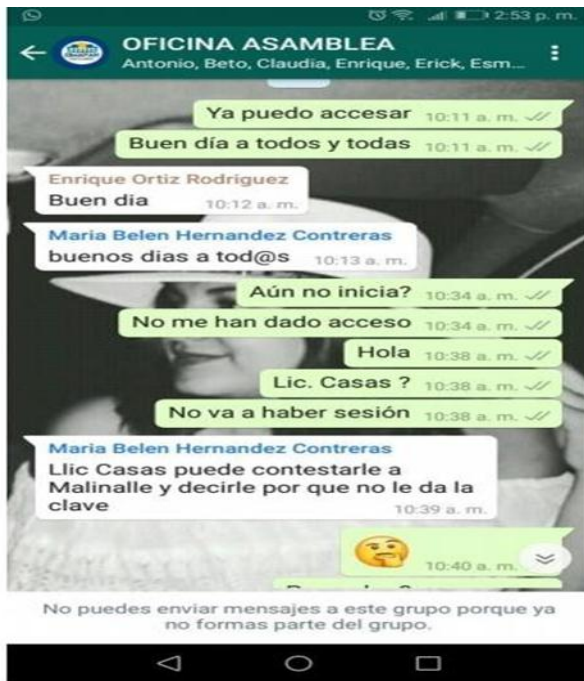 2:53 p. m.
OFICINA ASAMBLEA
Antonio, Beto, Claudia, Enrique, Erick, Esm...
Ya puedo accesar 10:11 a. m.
Buen día a todos y todas 10:11 a. m.
Enrique Ortiz Rodriguez
Buen dia 10:12 a. m.
Maria Belen Hernandez Contreras
buenos dias a tod@s 10:13 a. m.
Aún no inicia? 10:34 a. m.
No me han dado acceso 10:34 a. m.
Hola 10:38 a. m.
Lic. Casas ? 10:38 a. m.
No va a haber sesión 10:38 a. m.
Maria Belen Hernandez Contreras
Llic Casas puede contestarle a
Malinalle y decirle por que no le da la
clave 10:39 a. m.
10:40 a. m.
No puedes enviar mensajes a este grupo porque ya
no formas parte del grupo.